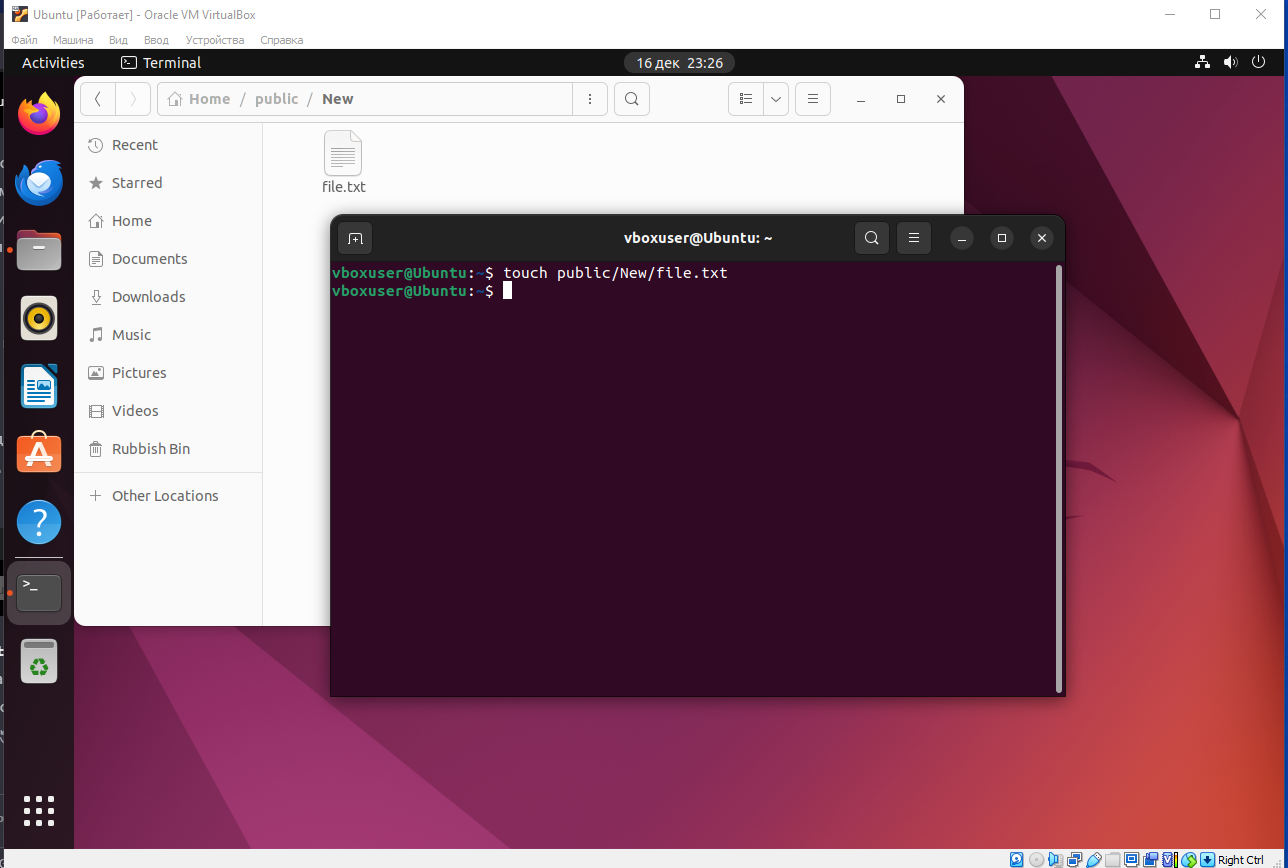 Ubuntu [Работает] - Oracle VM VirtualBox
Файл Машина Вид Ввод Устройства Справка
Activities Terminal 16 дек 23:26
Home / public / New
Recent
Starred
Home
Documents
Downloads
Music
Pictures
Videos
Rubbish Bin
Other Locations
file.txt
vboxuser@Ubuntu: ~
vboxuser@Ubuntu:~$ touch public/New/file.txt
vboxuser@Ubuntu:~$
Right Ctrl